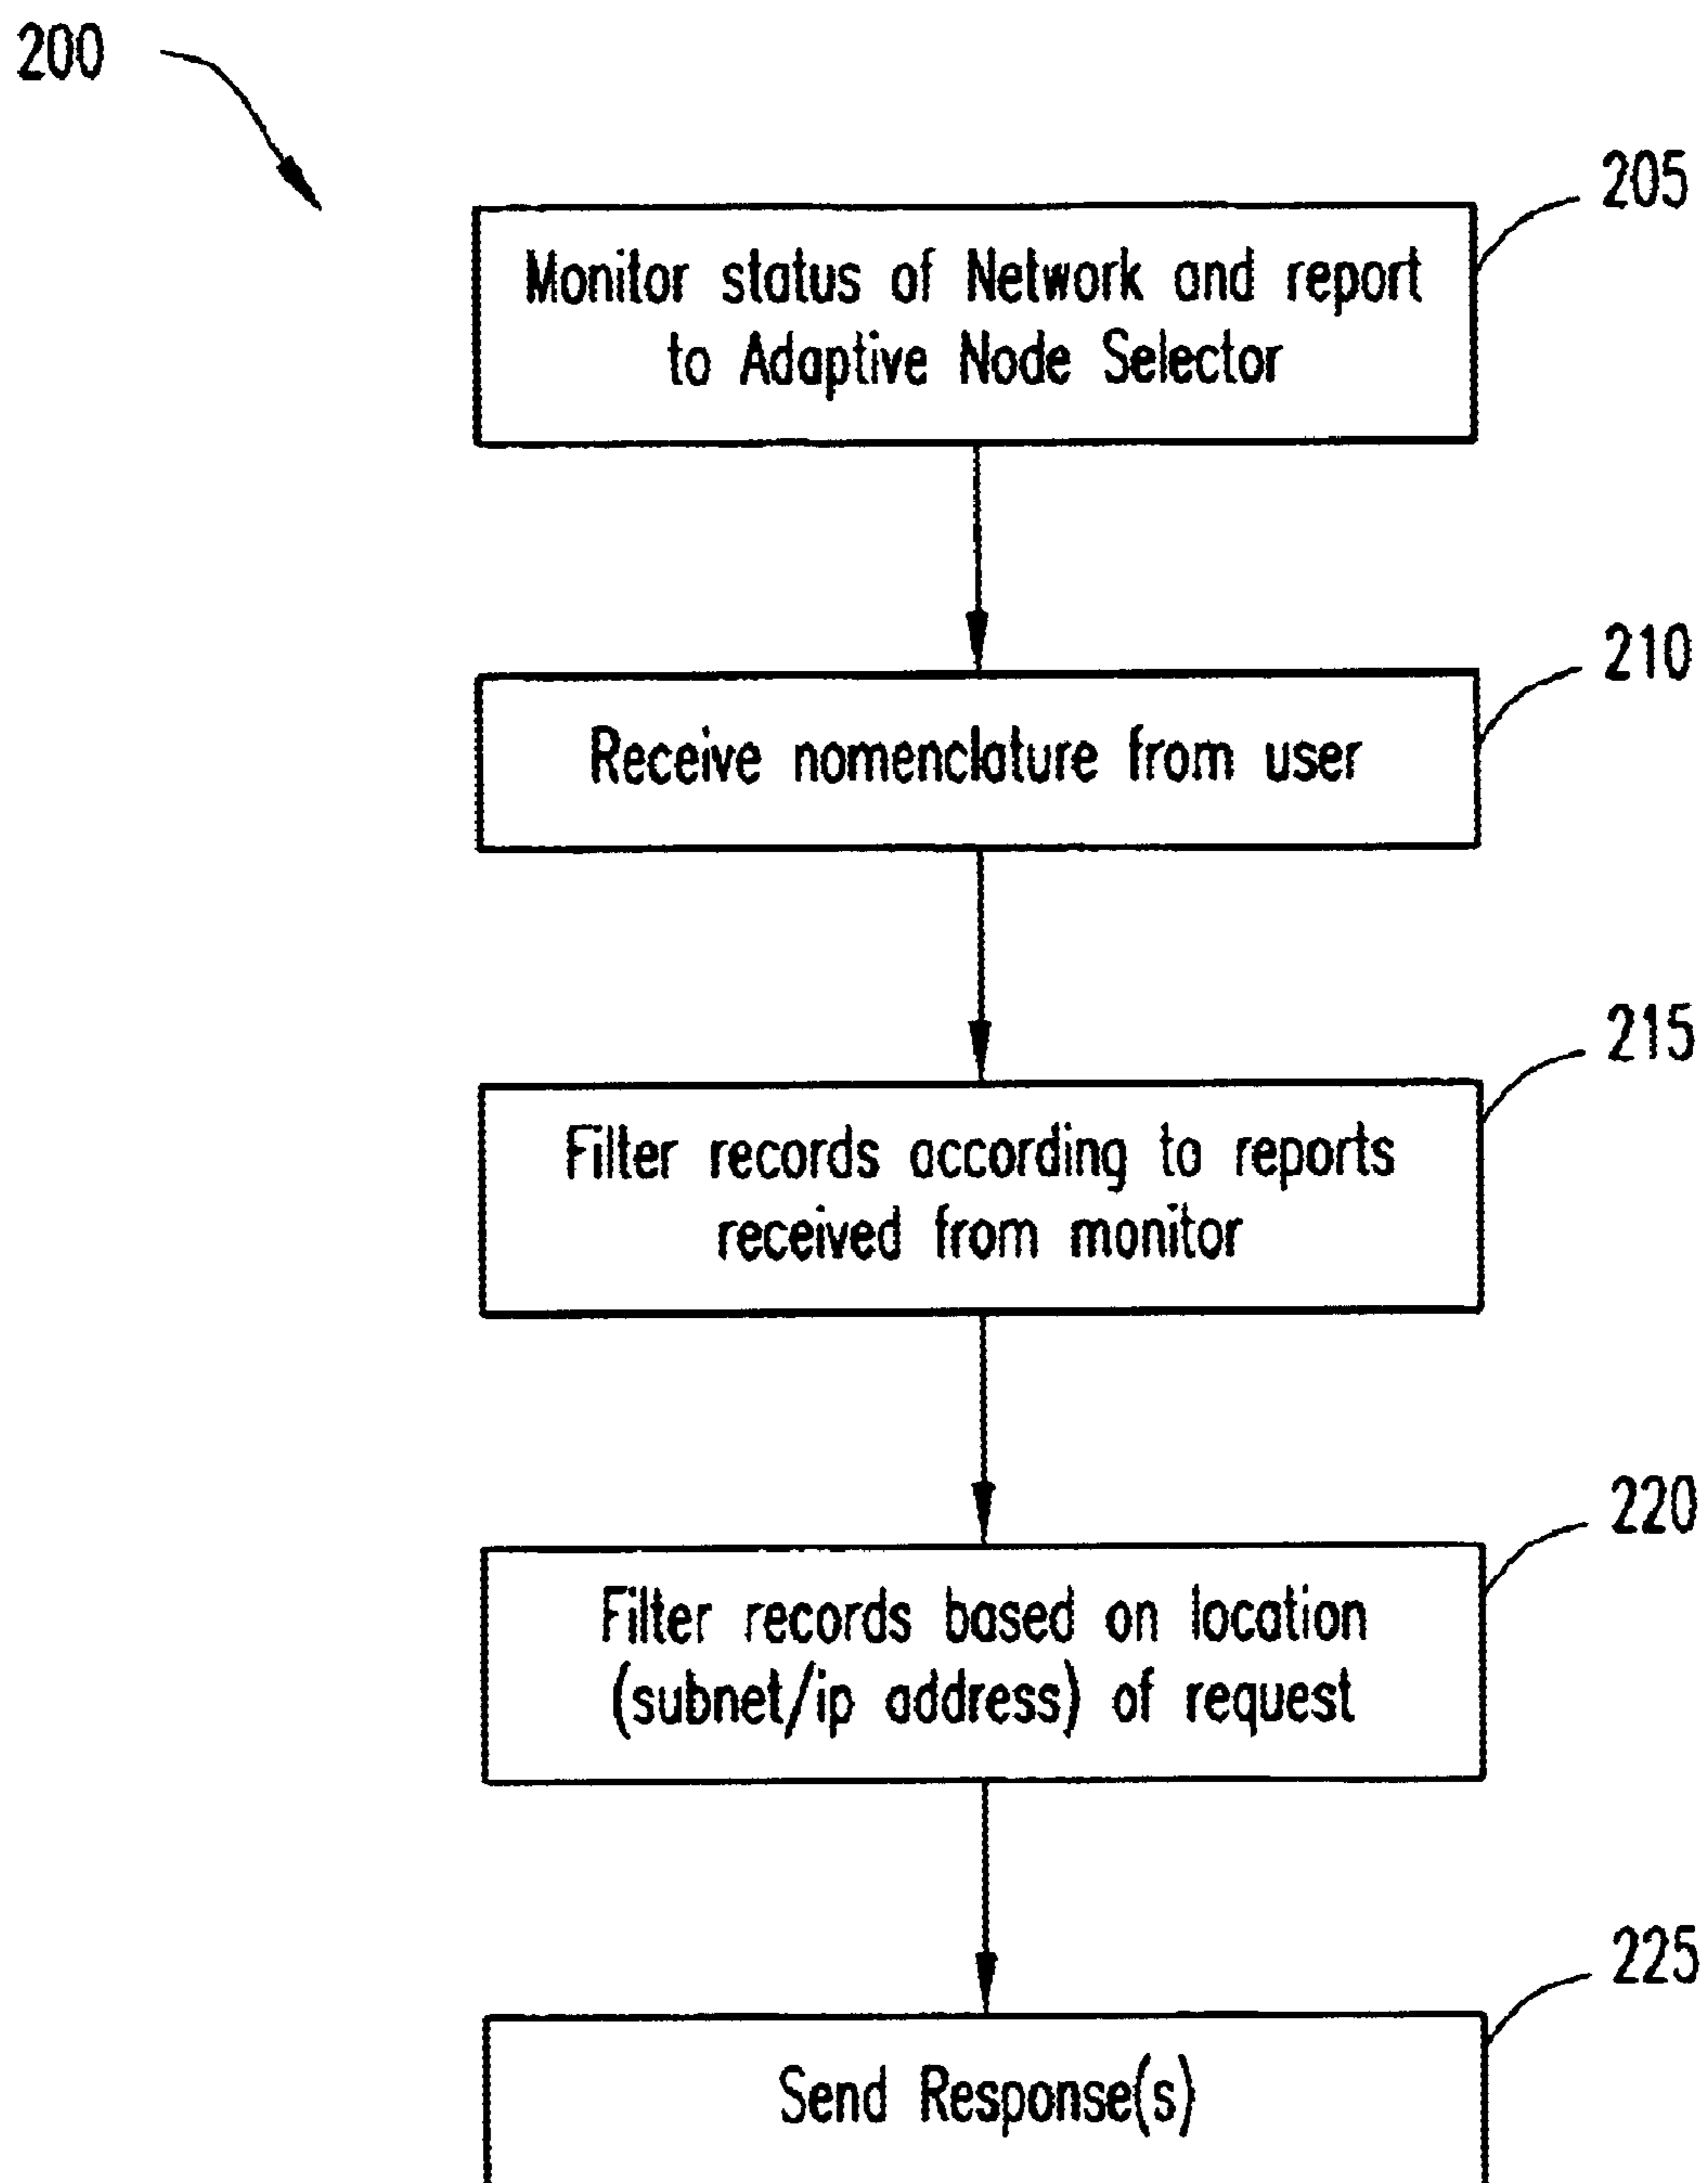 200
205
Monitor status of Network and report
to Adaptive Node Selector
210
Receive nomenclature from user
215
Filter records according to reports
received from monitor
220
Filter records based on location
(subnet/ip address) of request
225
Send Response(s)